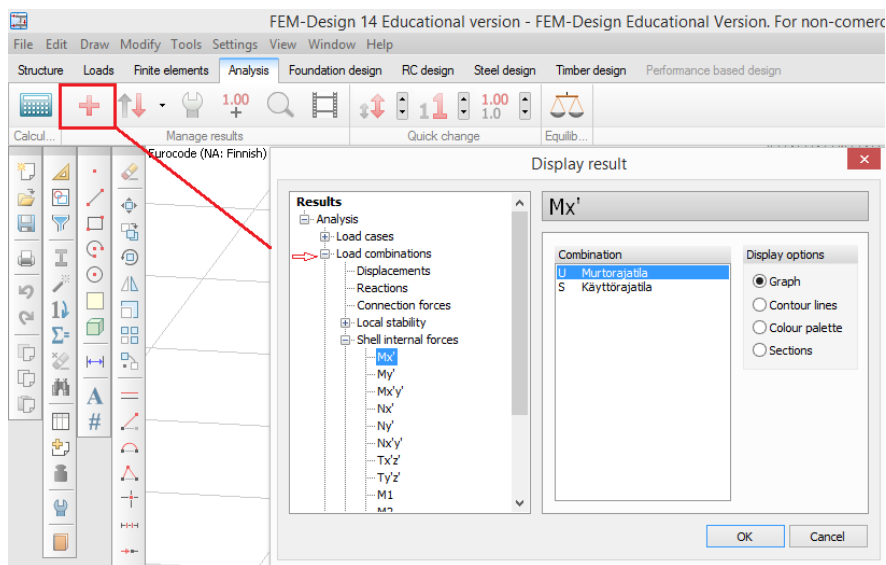 FEM-Design 14 Educational version - FEM-Design Educational Version. For non-comerc
File Edit Draw Modify Tools Settings View Window Help
Structure Loads Finite elements Analysis Foundation design RC design Steel design Timber design Performance based design
1.00
1.00
1.0
Calcul... Manage results Quick change Equilib...
Eurocode (NA: Finnish)
Display result
Results
Analysis
Load cases
Load combinations
Displacements
Reactions
Connection forces
Local stability
Shell internal forces
Mx'
My'
Mx'y'
Nx'
Ny'
Nx'y'
Tx'z'
Ty'z'
M1
M2
Mx'
Combination
U Murtorajatila
S Käyttörajatila
Display options
Graph
Contour lines
Colour palette
Sections
OK Cancel
A
#